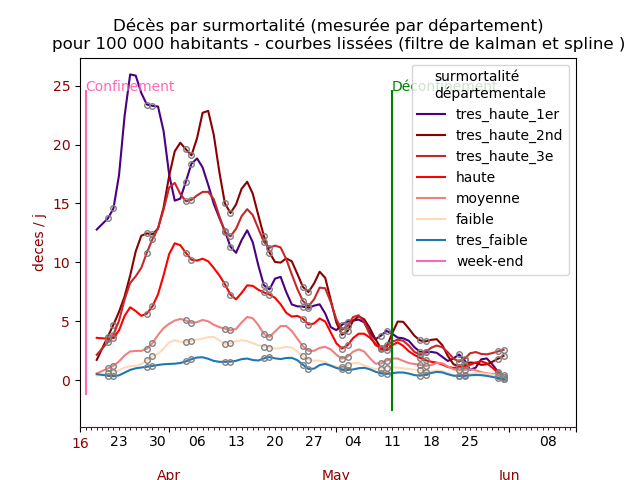 Décès par surmortalité (mesurée par département)
pour 100 000 habitants - courbes lissées (filtre de kalman et spline )
Confinement
Déconfinement
surmortalité
départementale
tres_haute_1er
tres_haute_2nd
tres_haute_3e
haute
moyenne
faible
tres_faible
week-end
deces / j
25
20
15
10
5
0
16 23 30 06 13 20 27 04 11 18 25 08
Apr May Jun